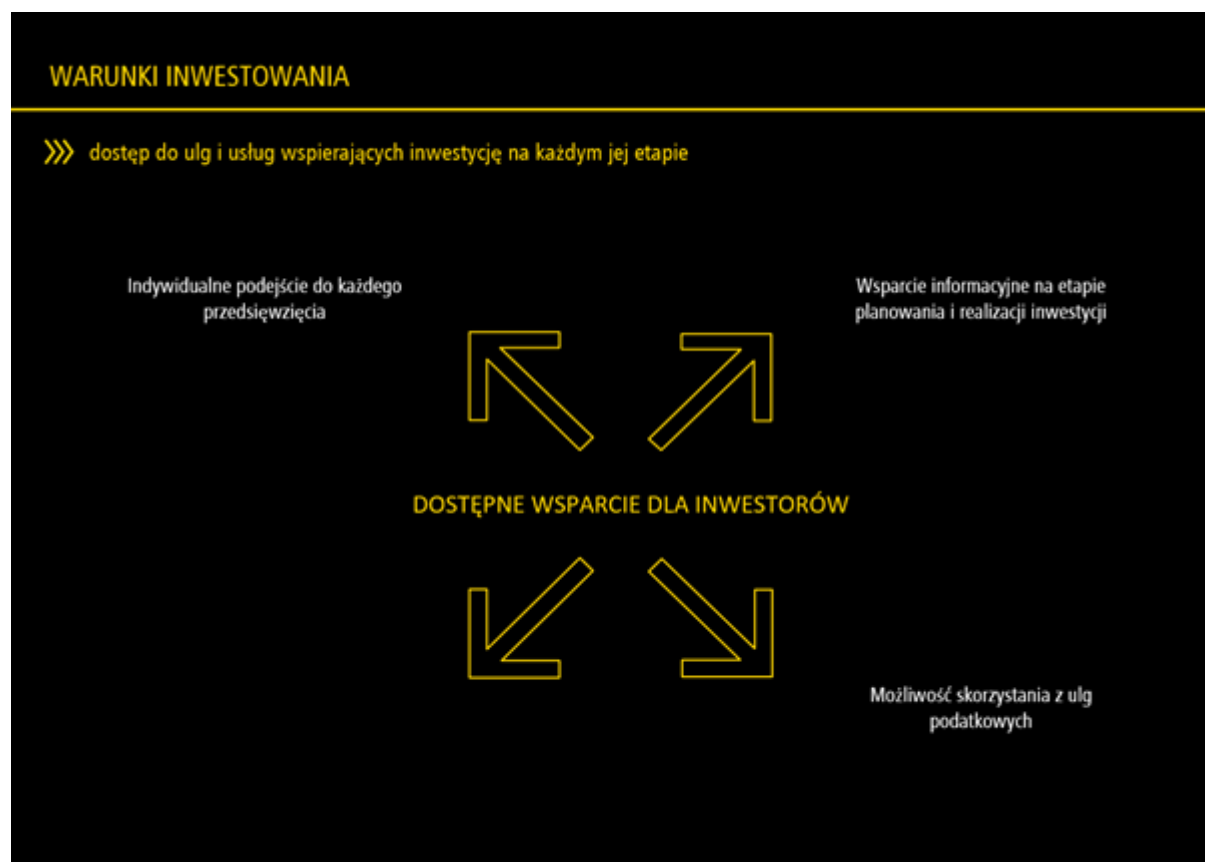 WARUNKI INWESTOWANIA
dostęp do ulg i usług wspierających inwestycję na każdym jej etapie
Indywidualne podejście do każdego
przedsięwzięcia
Wsparcie informacyjne na etapie
planowania i realizacji inwestycji
DOSTĘPNE WSPARCIE DLA INWESTORÓW
Możliwość skorzystania z ulg
podatkowych